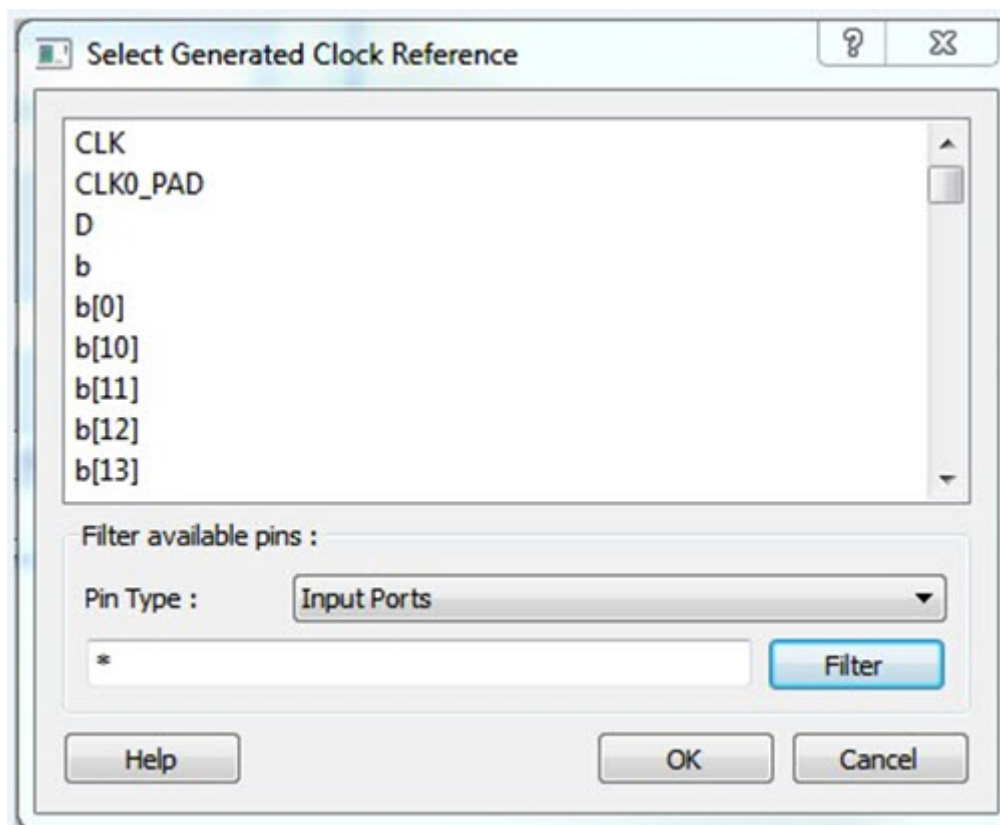 Select Generated Clock Reference
CLK
CLK0_PAD
D
b
b[0]
b[10]
b[11]
b[12]
b[13]
Filter available pins :
Pin Type : Input Ports
* Filter
Help OK Cancel